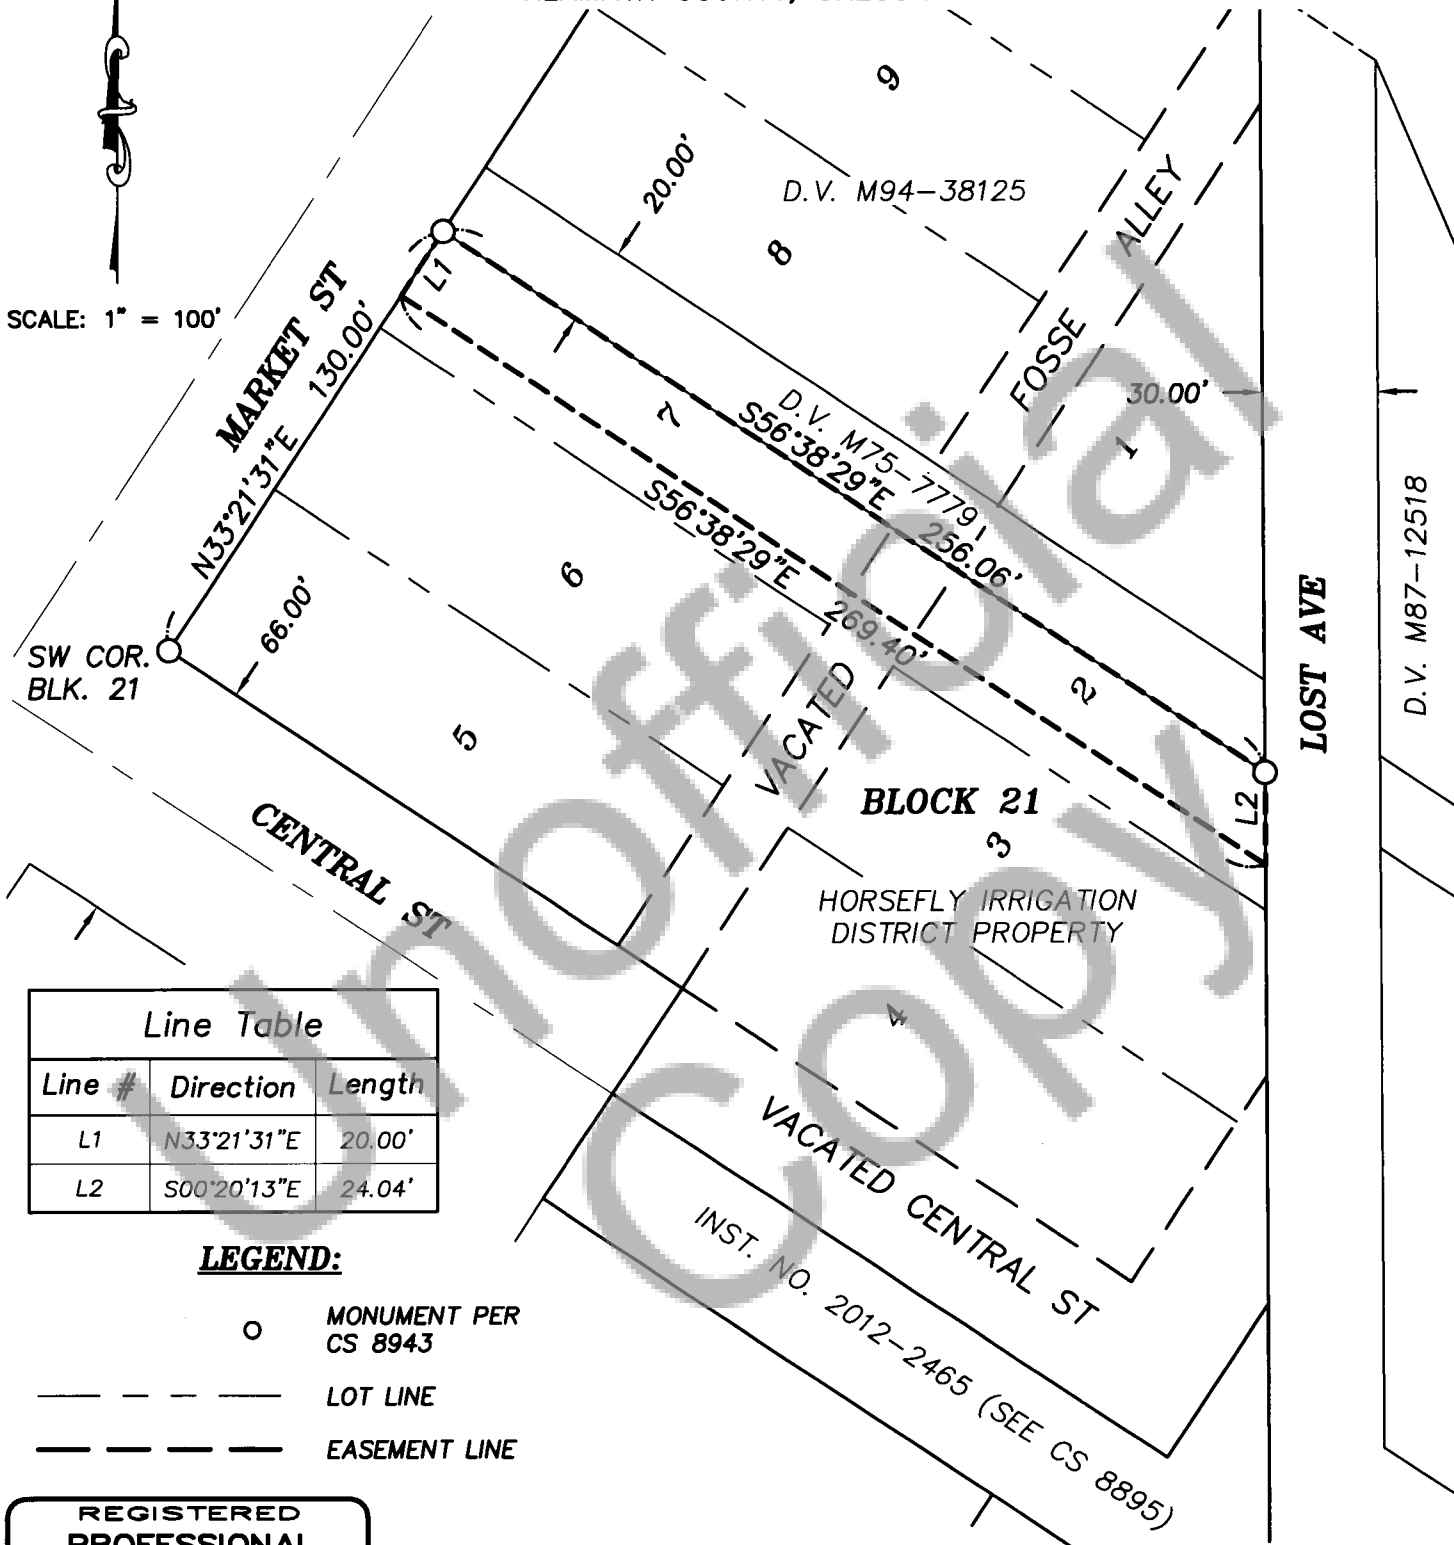 9
20.00'
D.V. M94-38125
8
ALLEY
FOSSE
L1
SCALE: 1" = 100'
MARKET ST
N33°21'31"E 130.00'
30.00'
1
7
D.V. M75-7779
S56°38'29"E 256.06'
S56°38'29"E 269.40'
D.V. M87-12518
6
66.00'
SW COR.
BLK. 21
LOST AVE
VACATED
2
5
BLOCK 21
L2
3
CENTRAL ST
HORSEFLY IRRIGATION
DISTRICT PROPERTY
4
Line Table
Line # Direction Length
L1 N33°21'31"E 20.00'
L2 S00°20'13"E 24.04'
VACATED CENTRAL ST
INST. NO. 2012-2465 (SEE CS 8895)
LEGEND:
MONUMENT PER
CS 8943
LOT LINE
EASEMENT LINE
REGISTERED
PROFESSIONAL
Unofficial
Copy